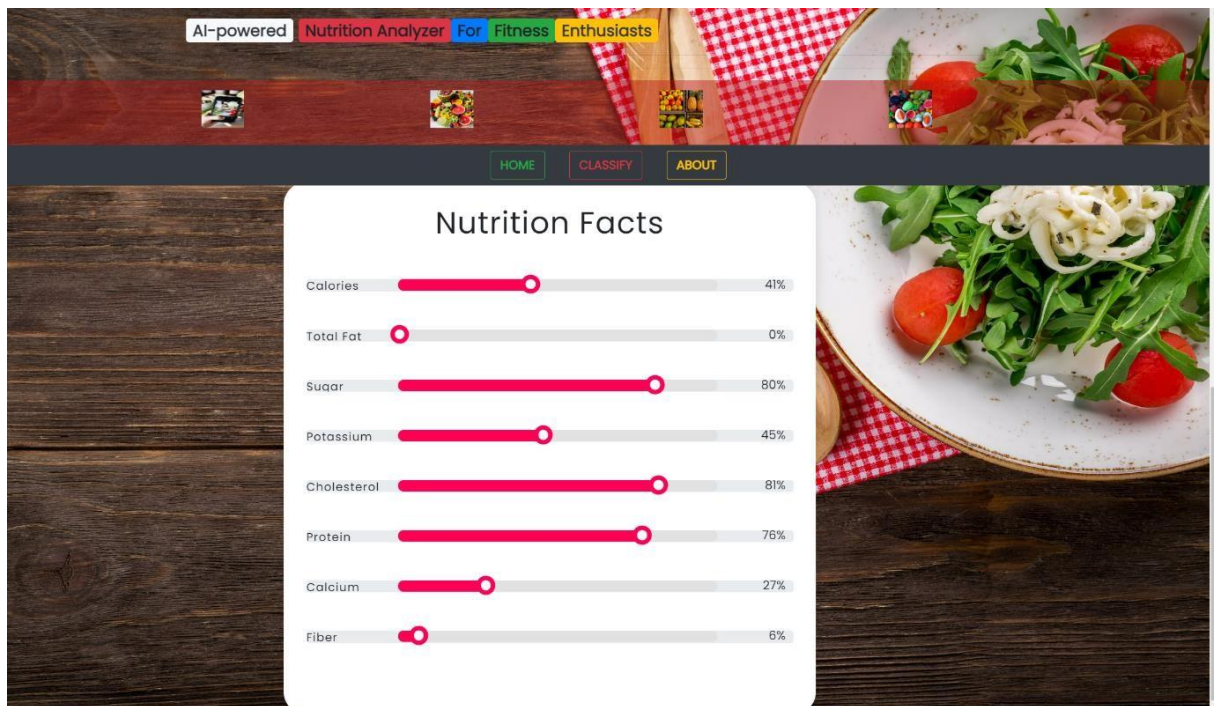 AI-powered Nutrition Analyzer For Fitness Enthusiasts
HOME CLASSIFY ABOUT
Nutrition Facts
Calories 41%
Total Fat 0%
Sugar 80%
Potassium 45%
Cholesterol 81%
Protein 76%
Calcium 27%
Fiber 6%